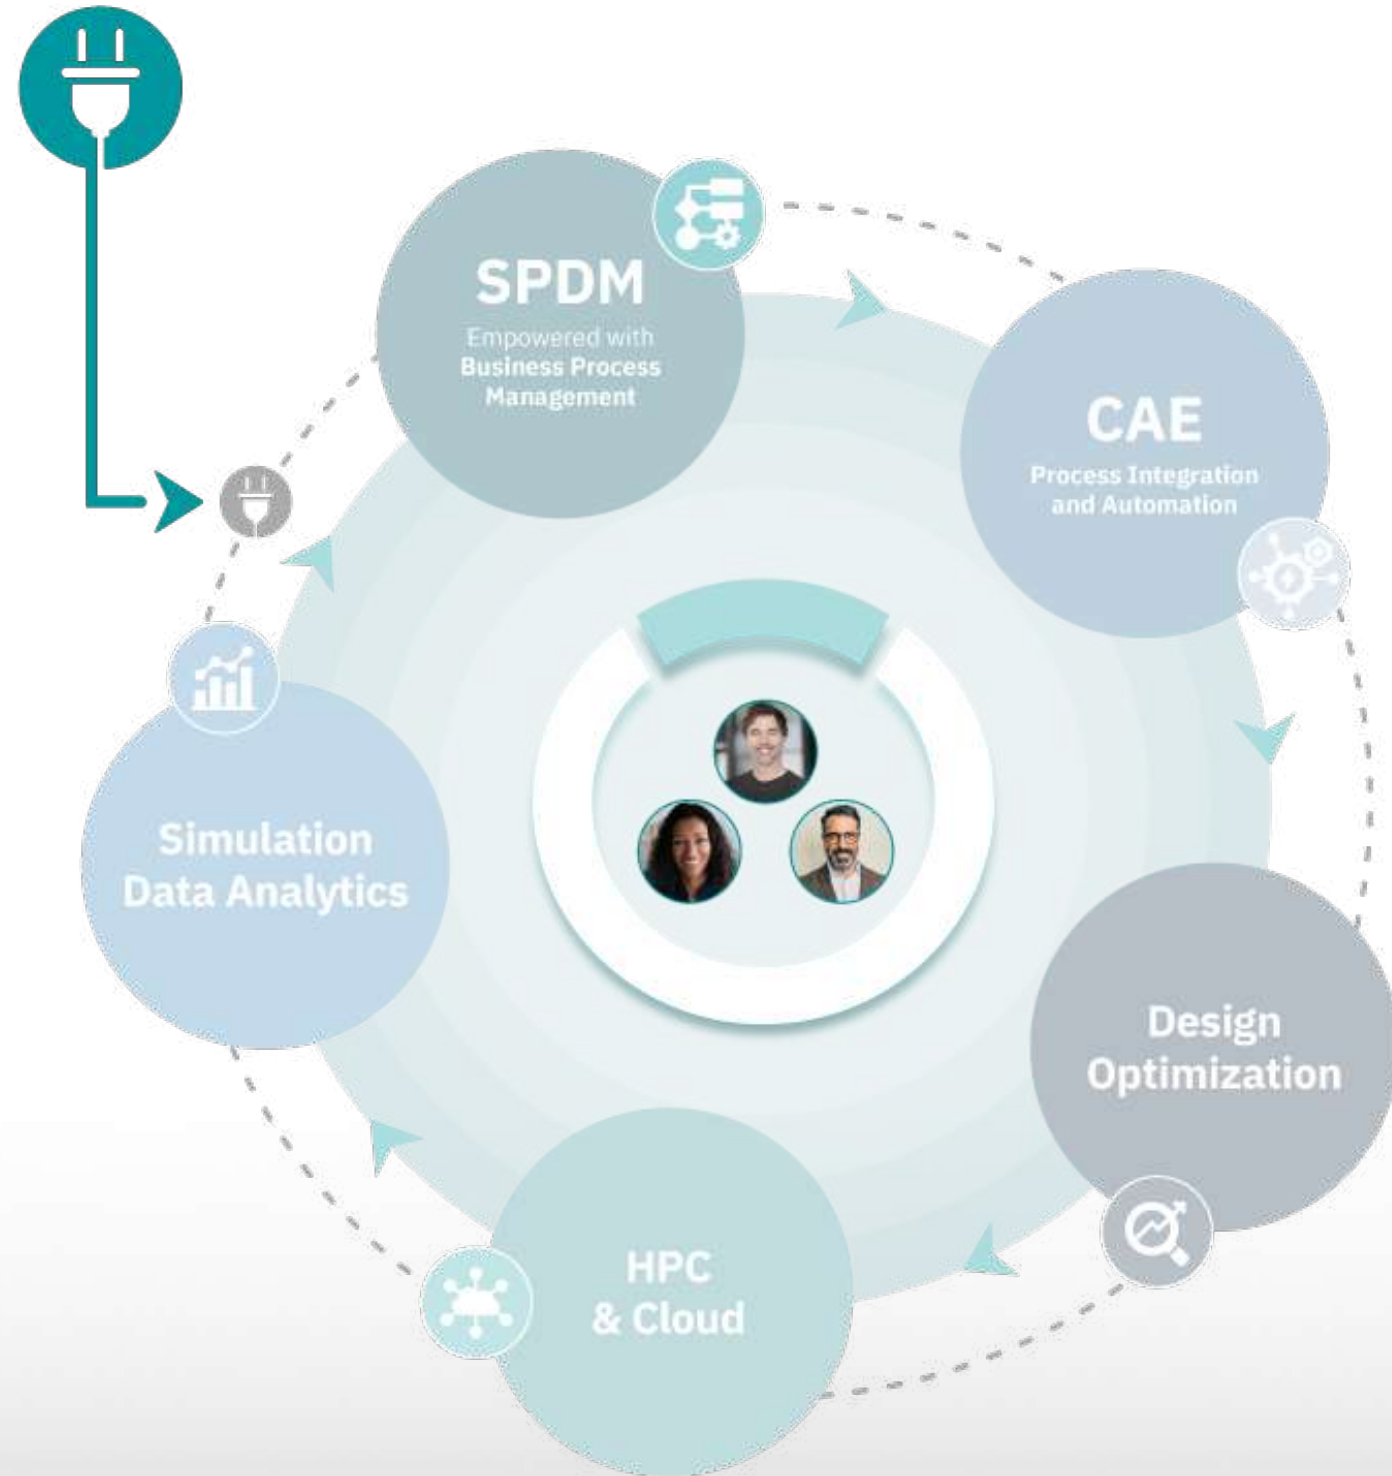 SPDM
Empowered with
Business Process
Management
CAE
Process Integration
and Automation
Simulation
Data Analytics
Design
Optimization
HPC
& Cloud